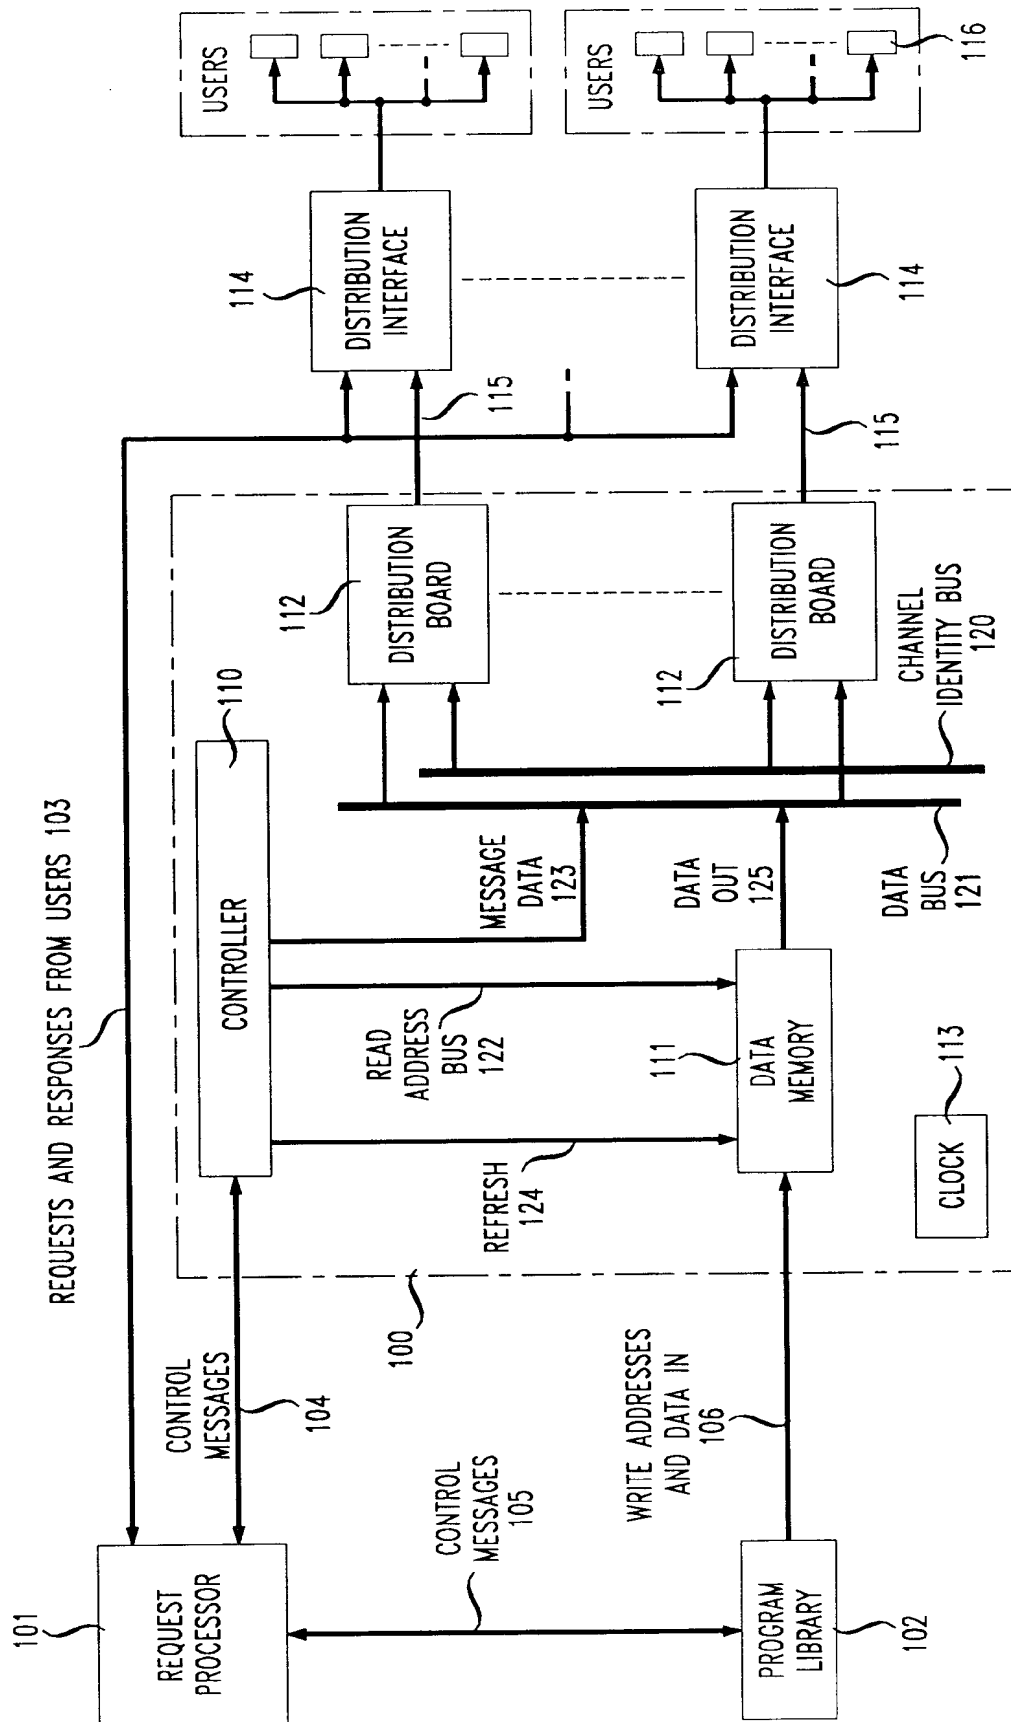 REQUESTS AND RESPONSES FROM USERS 103
101
REQUEST
PROCESSOR
CONTROL
MESSAGES
104
CONTROL
MESSAGES
105
PROGRAM
LIBRARY
102
WRITE ADDRESSES
AND DATA IN
106
100
110
CONTROLLER
REFRESH
124
READ
ADDRESS
BUS
122
MESSAGE
DATA
123
111
DATA
MEMORY
DATA
OUT
125
CLOCK
113
DATA
BUS
121
CHANNEL
IDENTITY BUS
120
112
DISTRIBUTION
BOARD
112
DISTRIBUTION
BOARD
115
115
114
DISTRIBUTION
INTERFACE
DISTRIBUTION
INTERFACE
114
USERS
USERS
116